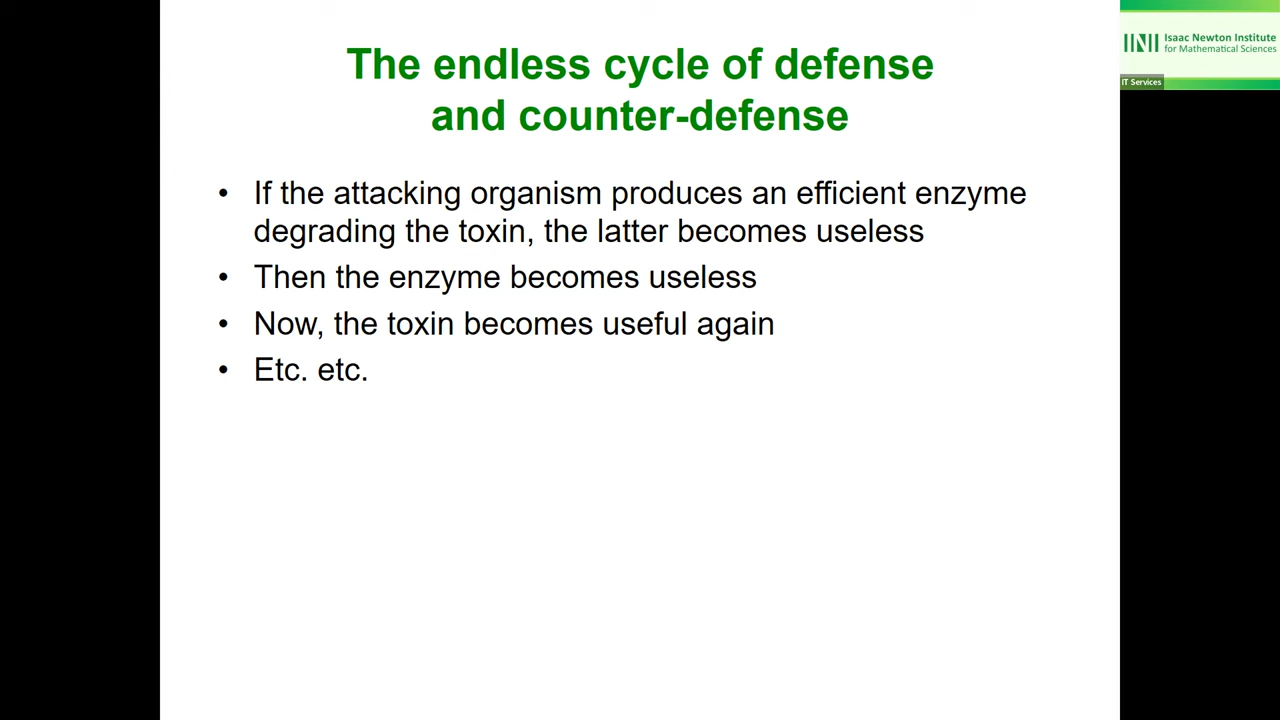 The endless cycle of defense
and counter-defense
• If the attacking organism produces an efficient enzyme
degrading the toxin, the latter becomes useless
• Then the enzyme becomes useless
• Now, the toxin becomes useful again
• Etc. etc.
Isaac Newton Institute
for Mathematical Sciences
IT Services